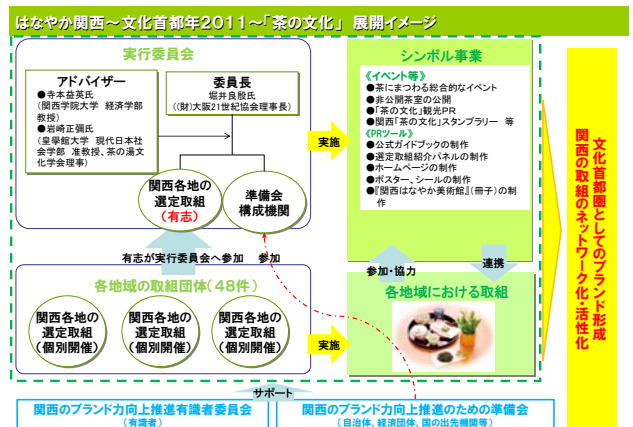 はなやか関西～文化首都年2011～「茶の文化」 展開イメージ
実行委員会
アドバイザー
●寺本益英氏
(関西学院大学 経済学部
教授)
●岩崎正彌氏
(皇學館大学 現代日本社
会学部 准教授、茶の湯文
化学会理事)
委員長
堀井良殷氏
((財)大阪21世紀協会理事長)
関西各地の
選定取組
(有志)
準備会
構成機関
実施
シンボル事業
《イベント等》
●茶にまつわる総合的なイベント
●非公開茶室の公開
●「茶の文化」観光PR
●関西「茶の文化」スタンプラリー 等
《PRツール》
●公式ガイドブックの制作
●選定取組紹介パネルの制作
●ホームページの制作
●ポスター、シールの制作
●『関西はなやか美術館』(冊子)の制
作
有志が実行委員会へ参加
参加
参加・協力
連携
各地域の取組団体(48件)
関西各地の
選定取組
(個別開催)
関西各地の
選定取組
(個別開催)
関西各地の
選定取組
(個別開催)
実施
各地域における取組
文化首都圏としてのブランド形成
関西の取組のネットワーク化・活性化
サポート
関西のブランド力向上推進有識者委員会
(有識者)
関西のブランド力向上推進のための準備会
(自治体、経済団体、国の出先機関等)